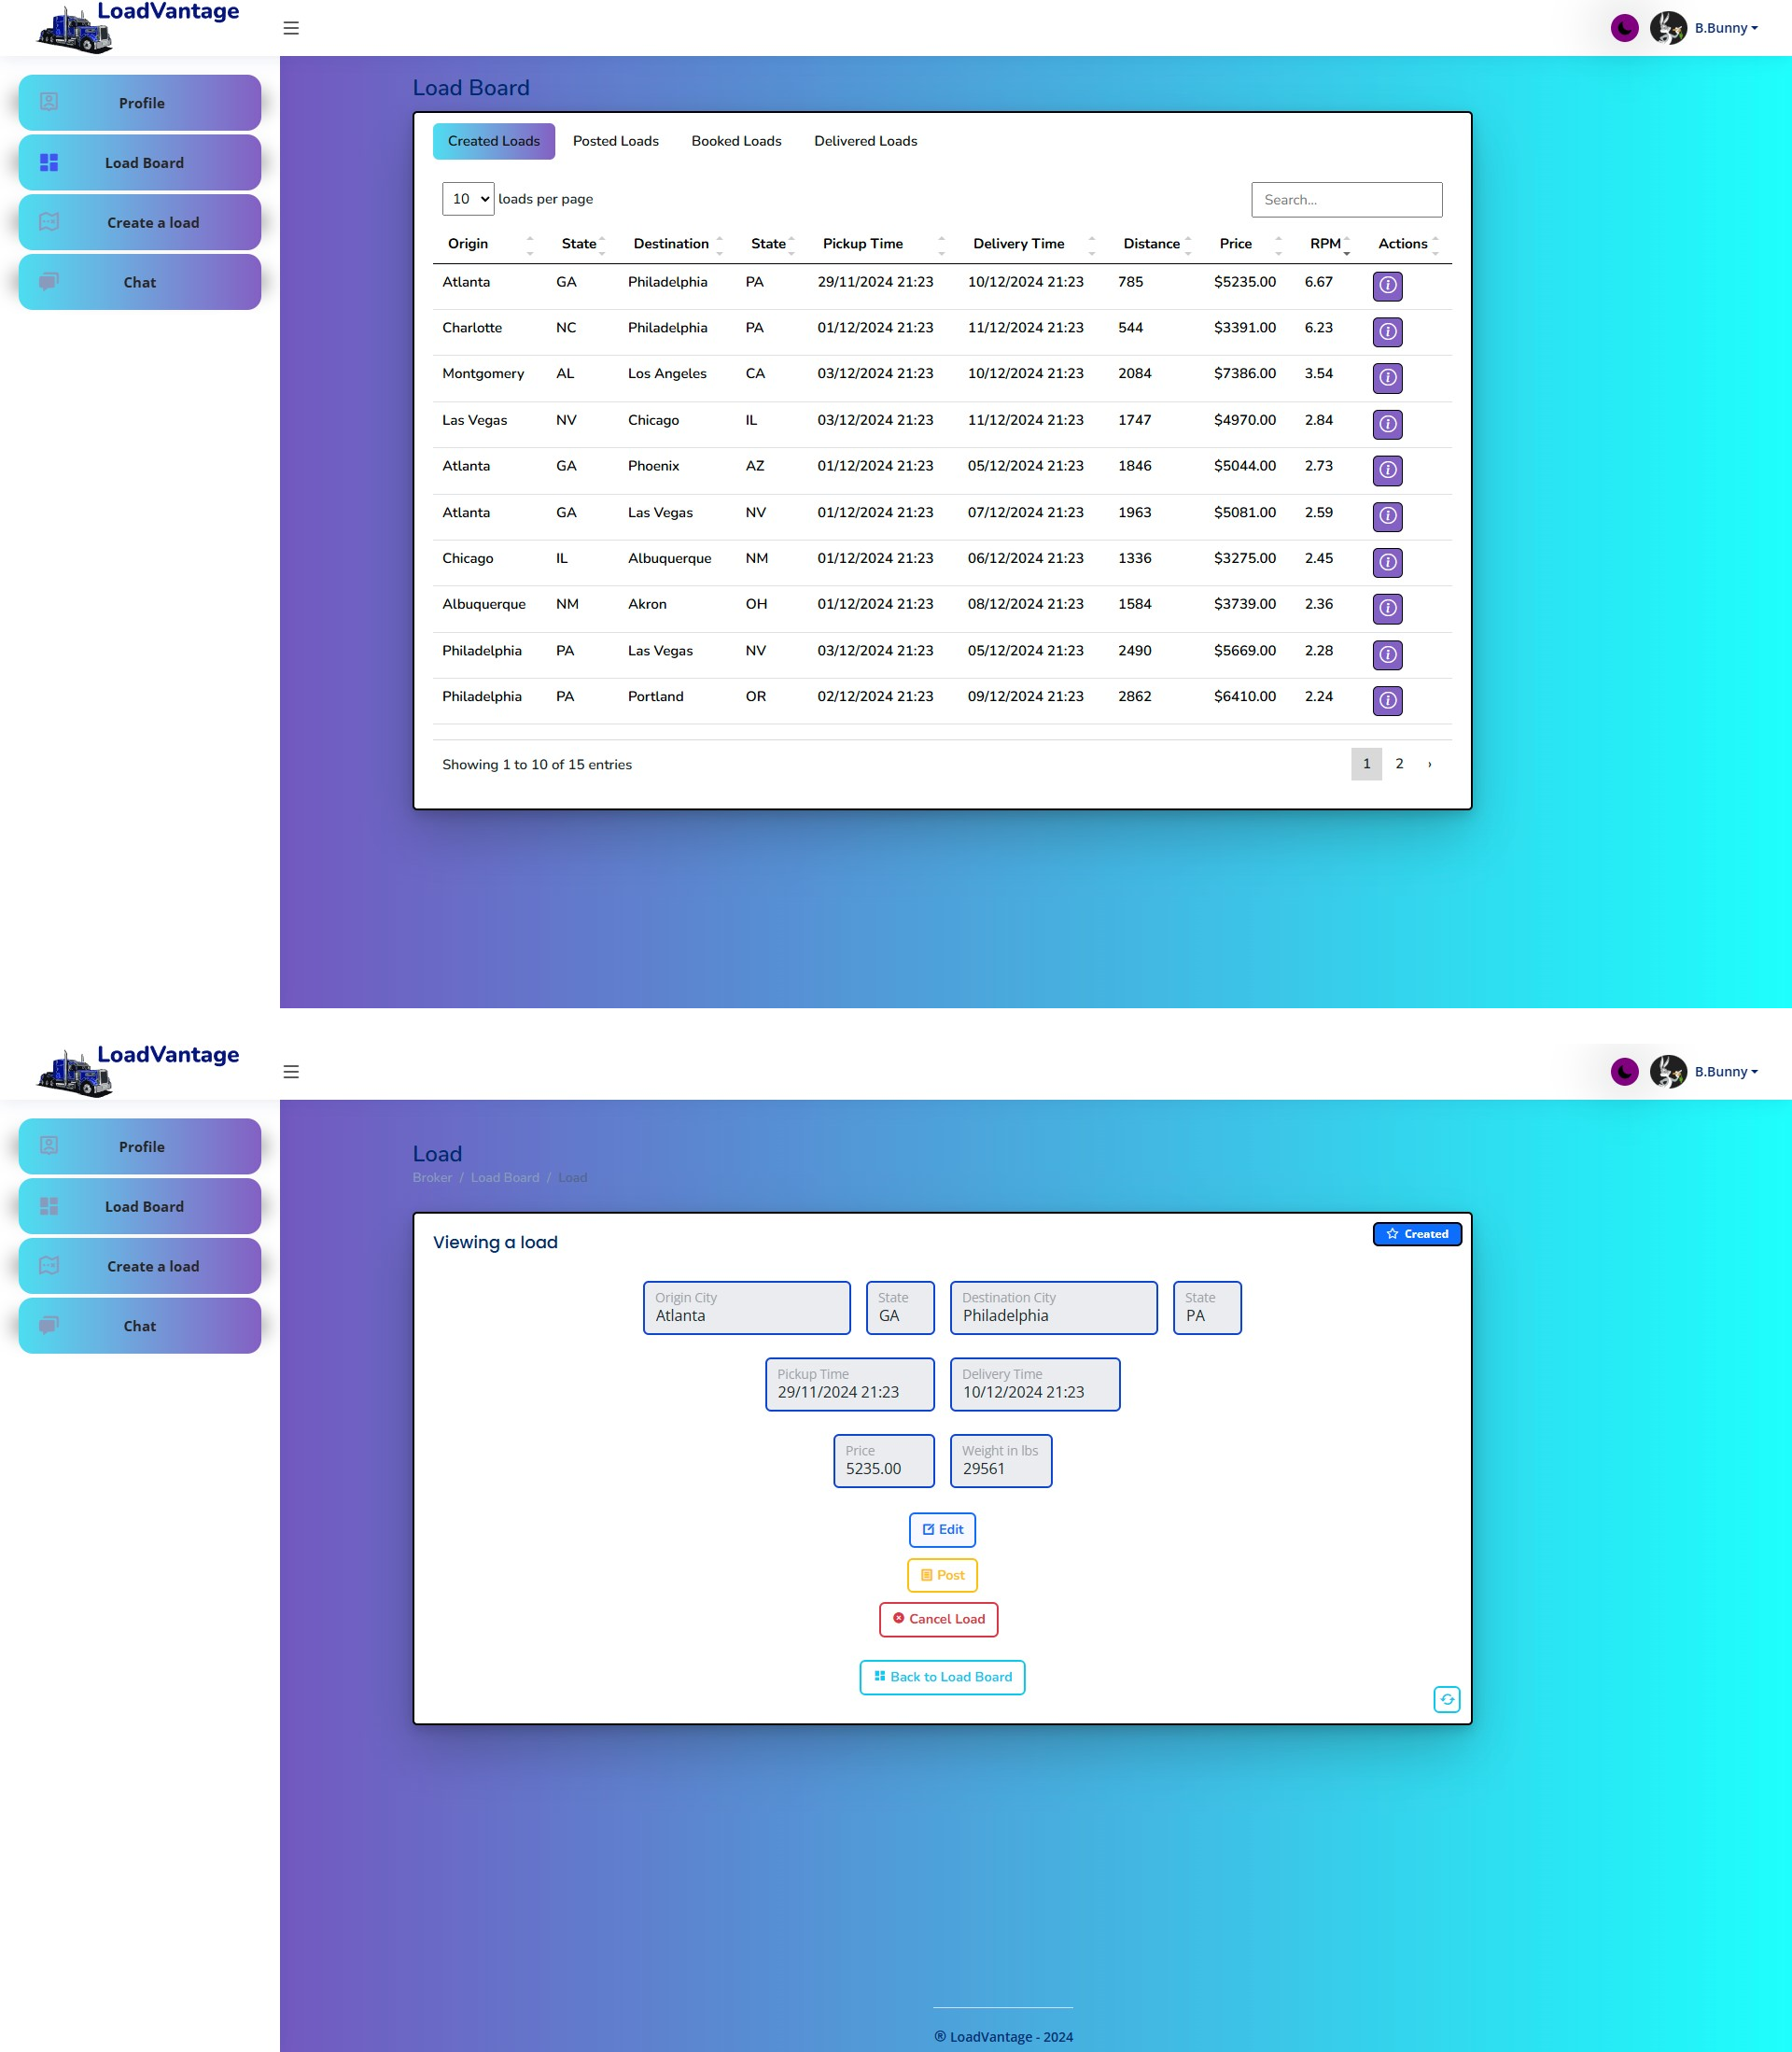 LoadVantage
B.Bunny
Profile
Load Board
Create a load
Chat
Load Board
Created Loads Posted Loads Booked Loads Delivered Loads
10 loads per page Search...
Origin State Destination State Pickup Time Delivery Time Distance Price RPM Actions
Atlanta GA Philadelphia PA 29/11/2024 21:23 10/12/2024 21:23 785 $5235.00 6.67
Charlotte NC Philadelphia PA 01/12/2024 21:23 11/12/2024 21:23 544 $3391.00 6.23
Montgomery AL Los Angeles CA 03/12/2024 21:23 10/12/2024 21:23 2084 $7386.00 3.54
Las Vegas NV Chicago IL 03/12/2024 21:23 11/12/2024 21:23 1747 $4970.00 2.84
Atlanta GA Phoenix AZ 01/12/2024 21:23 05/12/2024 21:23 1846 $5044.00 2.73
Atlanta GA Las Vegas NV 01/12/2024 21:23 07/12/2024 21:23 1963 $5081.00 2.59
Chicago IL Albuquerque NM 01/12/2024 21:23 06/12/2024 21:23 1336 $3275.00 2.45
Albuquerque NM Akron OH 01/12/2024 21:23 08/12/2024 21:23 1584 $3739.00 2.36
Philadelphia PA Las Vegas NV 03/12/2024 21:23 05/12/2024 21:23 2490 $5669.00 2.28
Philadelphia PA Portland OR 02/12/2024 21:23 09/12/2024 21:23 2862 $6410.00 2.24
Showing 1 to 10 of 15 entries 1 2 ›
LoadVantage
B.Bunny
Profile
Load Board
Create a load
Chat
Load
Broker / Load Board / Load
Viewing a load
Created
Origin City State Destination City State
Atlanta GA Philadelphia PA
Pickup Time Delivery Time
29/11/2024 21:23 10/12/2024 21:23
Price Weight in lbs
5235.00 29561
Edit
Post
Cancel Load
Back to Load Board
® LoadVantage - 2024